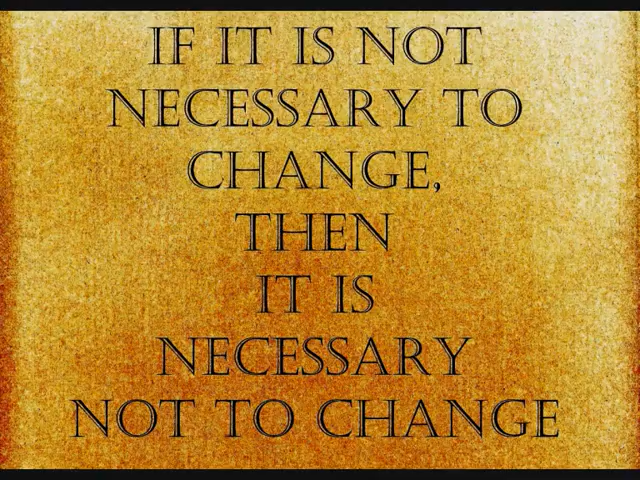 IF IT IS NOT
NECESSARY TO
CHANGE,
THEN
IT IS
NECESSARY
NOT TO CHANGE